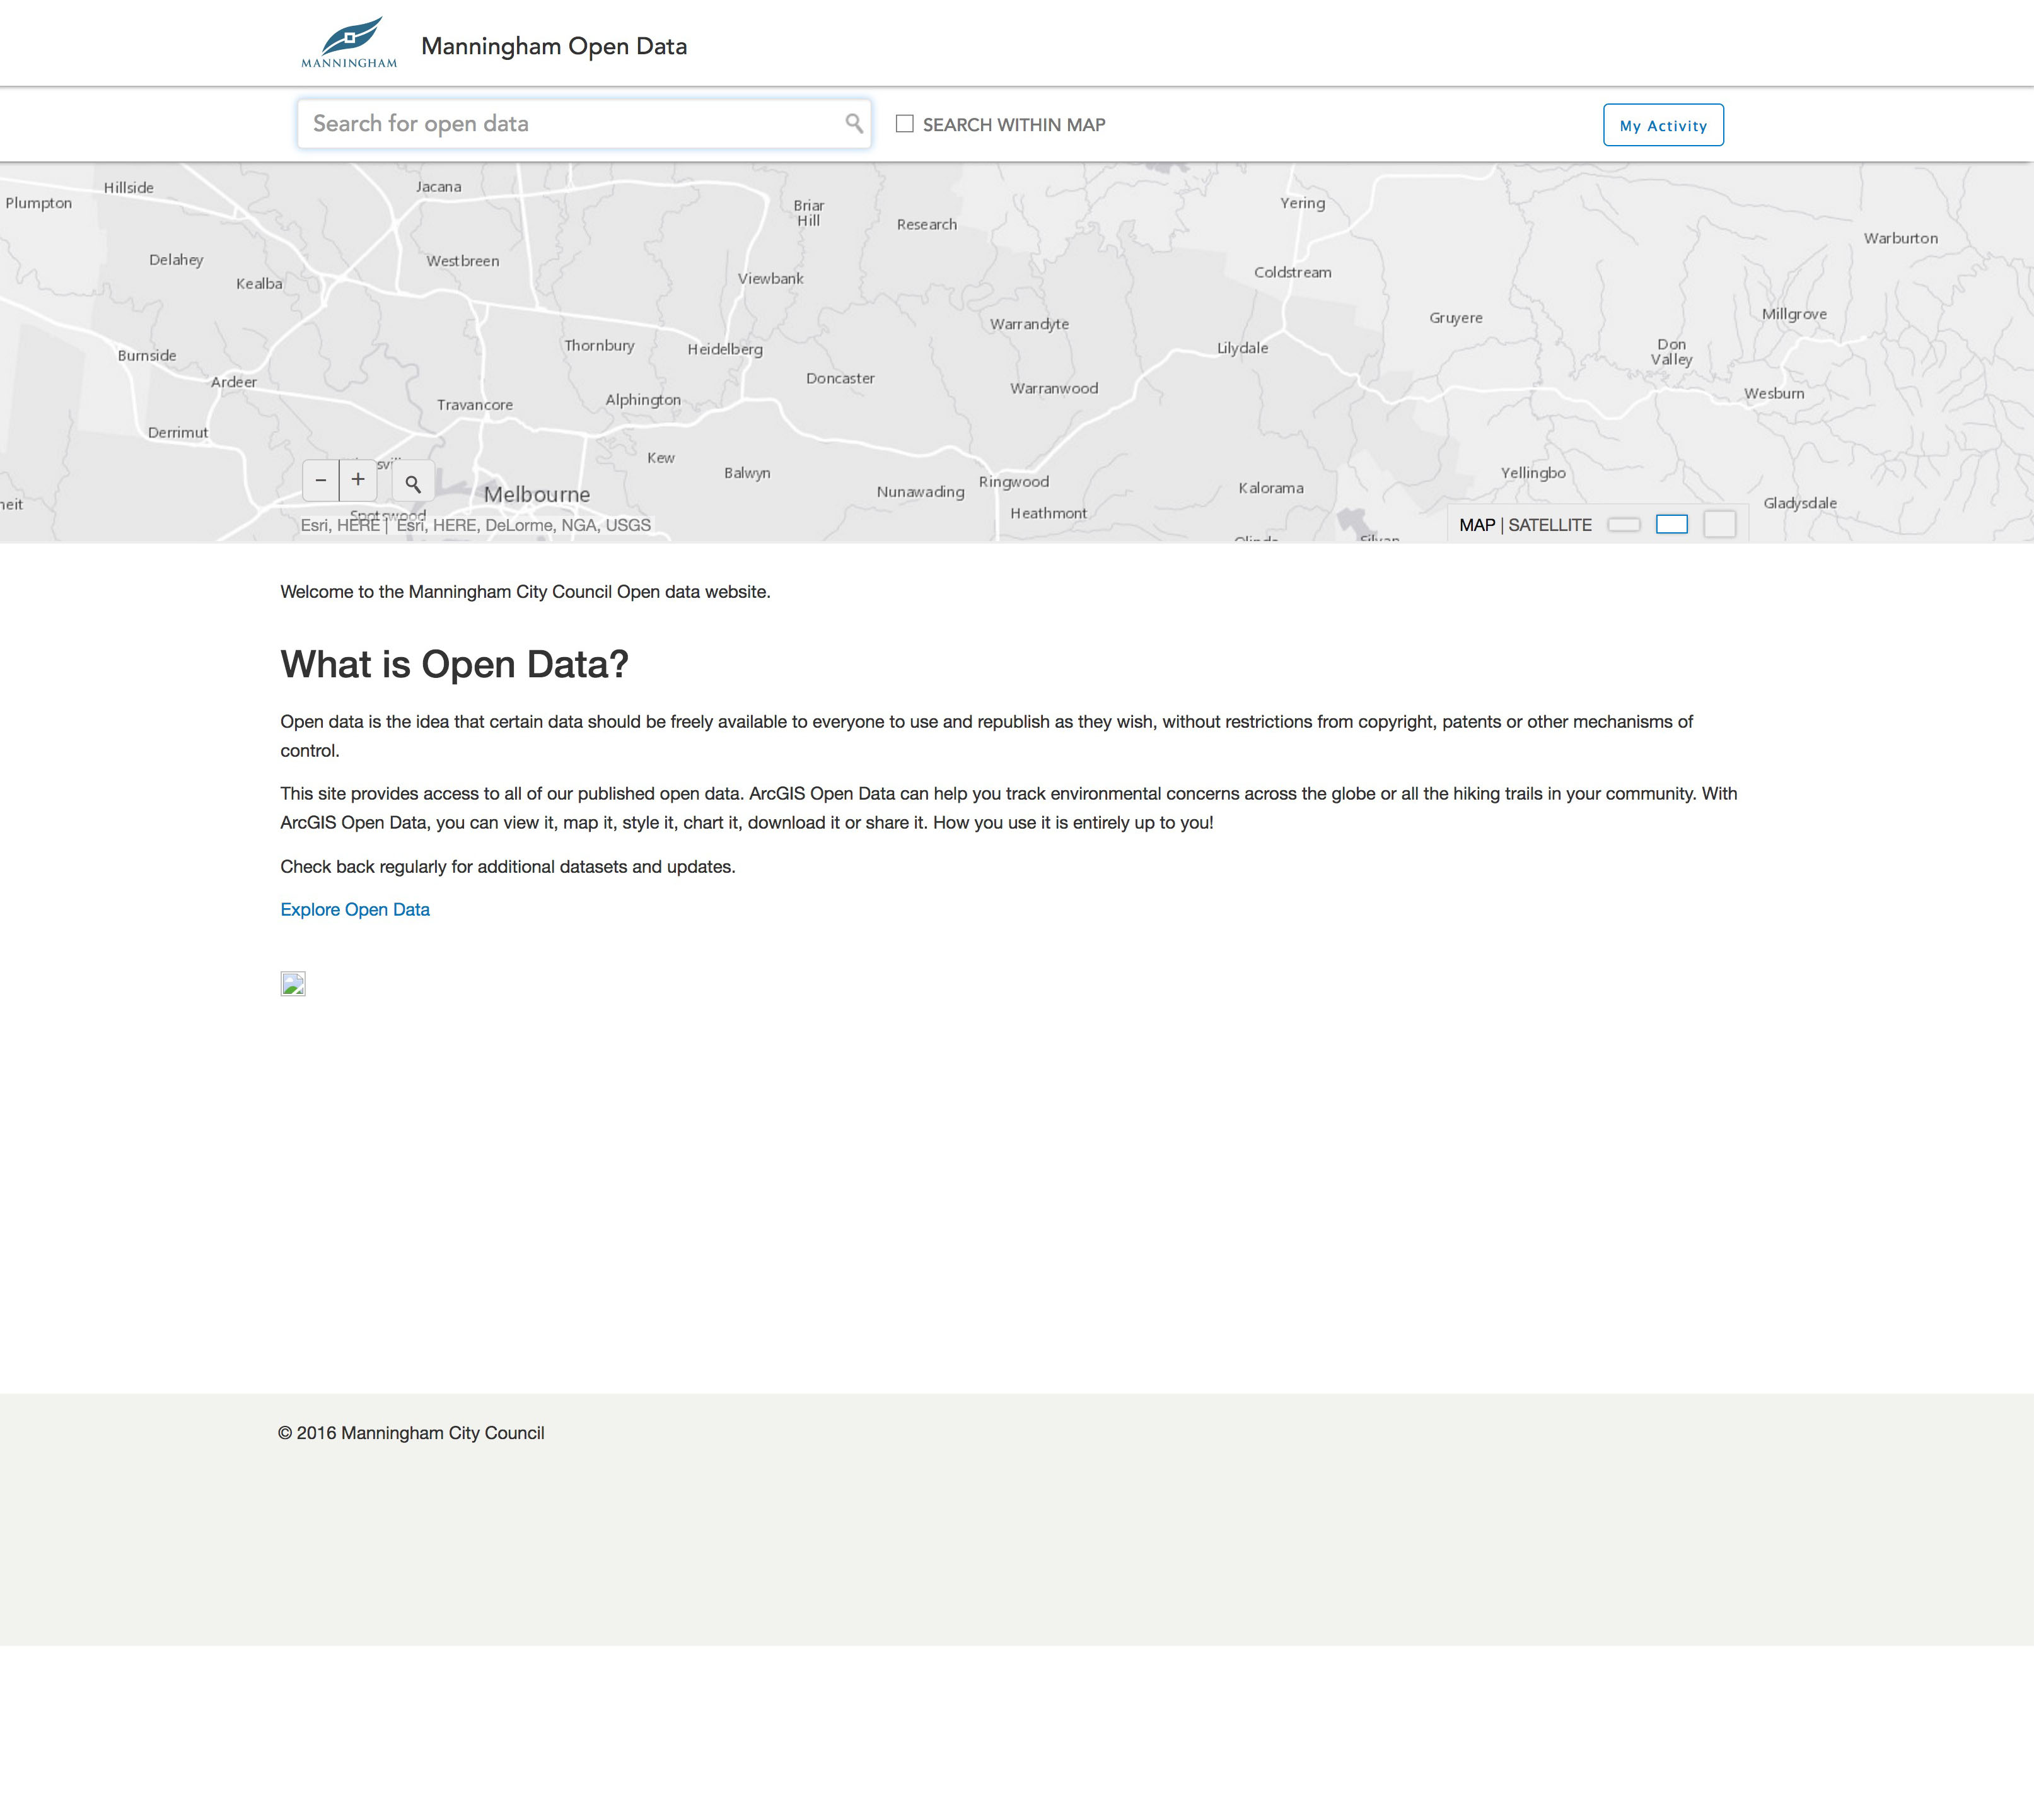 MANNINGHAM
Manningham Open Data
Search for open data
SEARCH WITHIN MAP
My Activity
Hillside
Jacana
Plumpton
Briar
Hill
Yering
Research
Warburton
Delahey
Westbreen
Coldstream
Kealba
Viewbank
Millgrove
Gruyere
Warrandyte
Thornbury
Heidelberg
Lilydale
Don
Valley
Burnside
Doncaster
Ardeer
Warranwood
Wesburn
Alphington
Travancore
Derrimut
Kew
Balwyn
Yellingbo
Ringwood
Kalorama
Nunawading
Melbourne
Gladysdale
neit
Heathmont
Spotswood
Esri, HERE | Esri, HERE, DeLorme, NGA, USGS
MAP | SATELLITE
Welcome to the Manningham City Council Open data website.
What is Open Data?
Open data is the idea that certain data should be freely available to everyone to use and republish as they wish, without restrictions from copyright, patents or other mechanisms of
control.
This site provides access to all of our published open data. ArcGIS Open Data can help you track environmental concerns across the globe or all the hiking trails in your community. With
ArcGIS Open Data, you can view it, map it, style it, chart it, download it or share it. How you use it is entirely up to you!
Check back regularly for additional datasets and updates.
Explore Open Data
© 2016 Manningham City Council